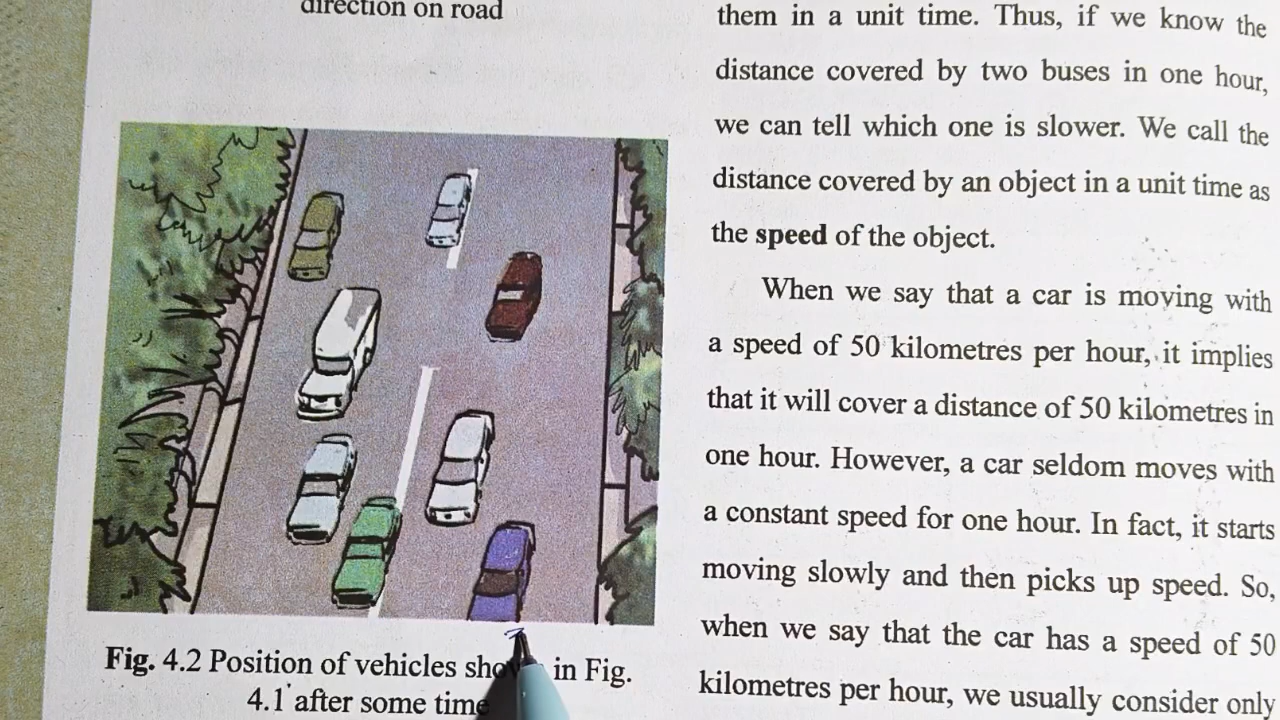 direction on road
Fig. 4.2 Position of vehicles in Fig.
4.1 after some time
them in a unit time. Thus, if we know the
distance covered by two buses in one hour,
we can tell which one is slower. We call the
distance covered by an object in a unit time as
the speed of the object.
When we say that a car is moving with
a speed of 50 kilometres per hour, it implies
that it will cover a distance of 50 kilometres in
one hour. However, a car seldom moves with
a constant speed for one hour. In fact, it starts
moving slowly and then picks up speed. So,
when we say that the car has a speed of 50
kilometres per hour, we usually consider only